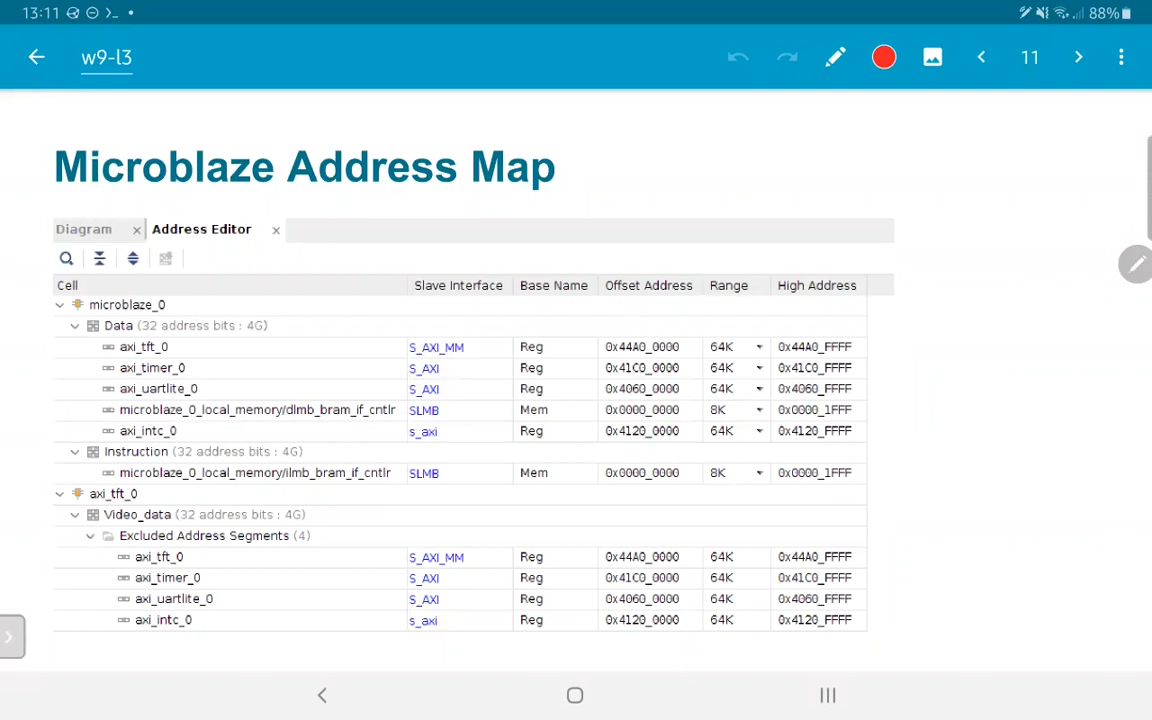 13:11 88%
w9-l3 11
Microblaze Address Map
Diagram Address Editor
Cell Slave Interface Base Name Offset Address Range High Address
microblaze_0
Data (32 address bits : 4G)
axi_tft_0 S_AXI_MM Reg 0x44A0_0000 64K 0x44A0_FFFF
axi_timer_0 S_AXI Reg 0x41C0_0000 64K 0x41C0_FFFF
axi_uartlite_0 S_AXI Reg 0x4060_0000 64K 0x4060_FFFF
microblaze_0_local_memory/dlmb_bram_if_cntlr SLMB Mem 0x0000_0000 8K 0x0000_1FFF
axi_intc_0 s_axi Reg 0x4120_0000 64K 0x4120_FFFF
Instruction (32 address bits : 4G)
microblaze_0_local_memory/ilmb_bram_if_cntlr SLMB Mem 0x0000_0000 8K 0x0000_1FFF
axi_tft_0
Video_data (32 address bits : 4G)
Excluded Address Segments (4)
axi_tft_0 S_AXI_MM Reg 0x44A0_0000 64K 0x44A0_FFFF
axi_timer_0 S_AXI Reg 0x41C0_0000 64K 0x41C0_FFFF
axi_uartlite_0 S_AXI Reg 0x4060_0000 64K 0x4060_FFFF
axi_intc_0 s_axi Reg 0x4120_0000 64K 0x4120_FFFF